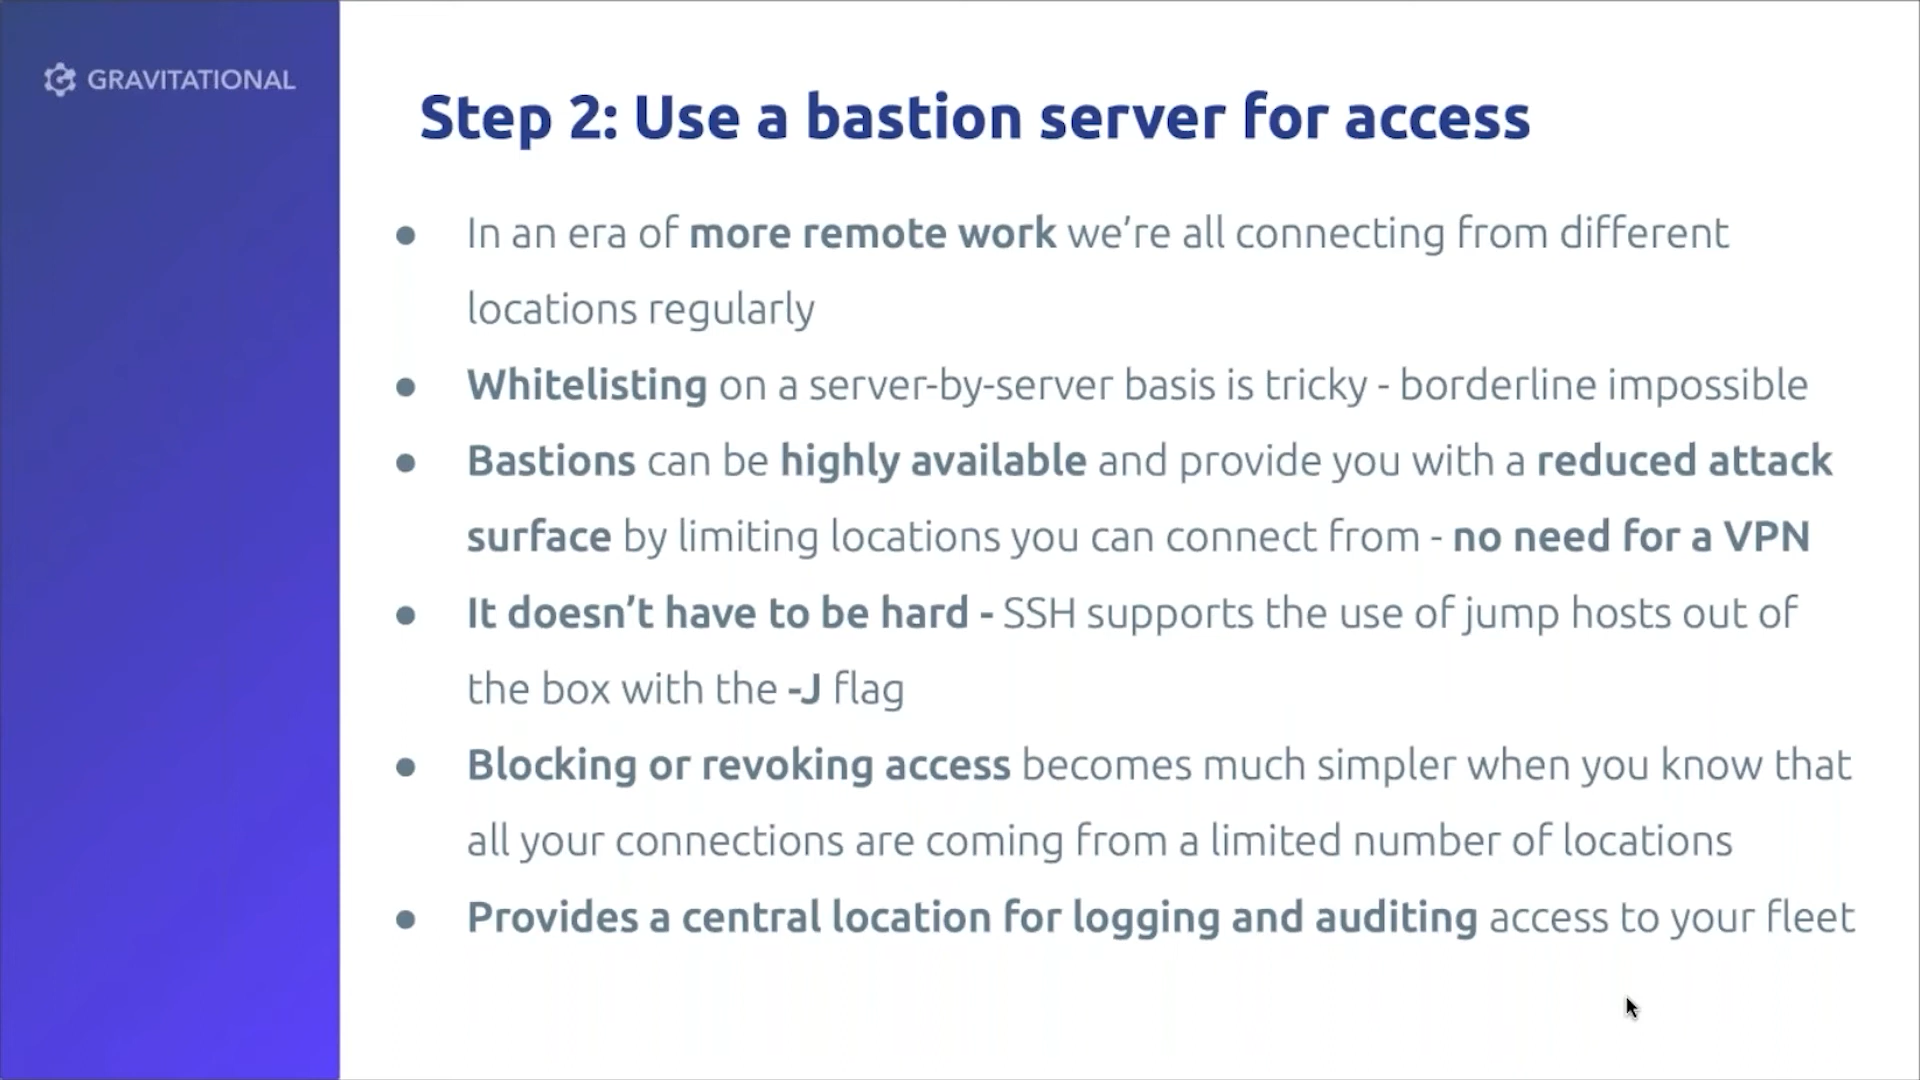 GRAVITATIONAL
Step 2: Use a bastion server for access
● In an era of more remote work we’re all connecting from different
locations regularly
● Whitelisting on a server-by-server basis is tricky - borderline impossible
● Bastions can be highly available and provide you with a reduced attack
surface by limiting locations you can connect from - no need for a VPN
● It doesn’t have to be hard - SSH supports the use of jump hosts out of
the box with the -J flag
● Blocking or revoking access becomes much simpler when you know that
all your connections are coming from a limited number of locations
● Provides a central location for logging and auditing access to your fleet